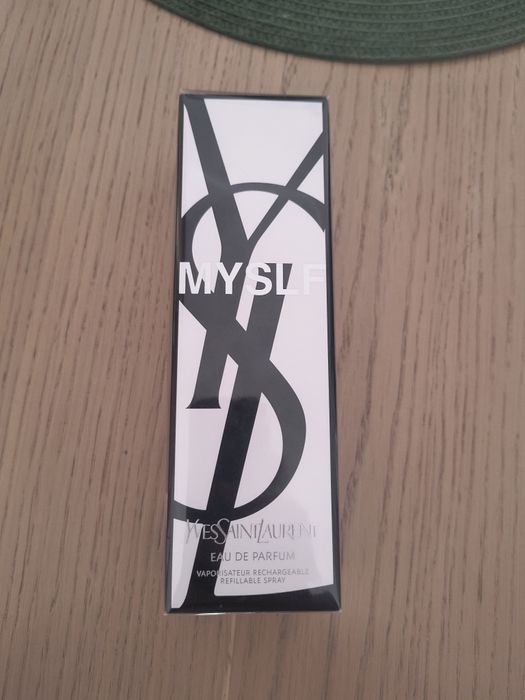 MYSLF
YVESSAINTLAURENT
EAU DE PARFUM
VAPORISATEUR RECHARGEABLE
REFILLABLE SPRAY